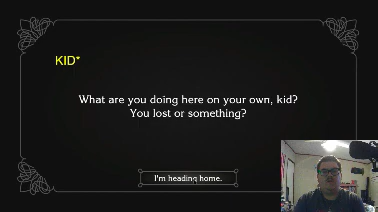 KID*
What are you doing here on your own, kid?
You lost or something?
I'm heading home.